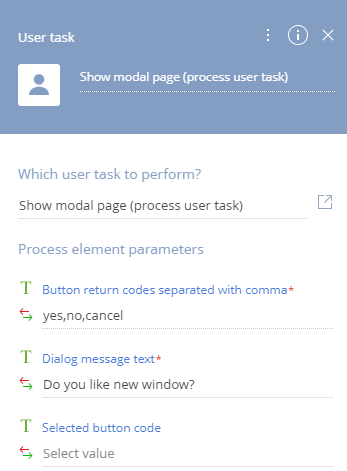 User task
Show modal page (process user task)
Which user task to perform?
Show modal page (process user task)
Process element parameters
T Button return codes separated with comma*
yes,no,cancel
T Dialog message text*
Do you like new window?
T Selected button code
Select value